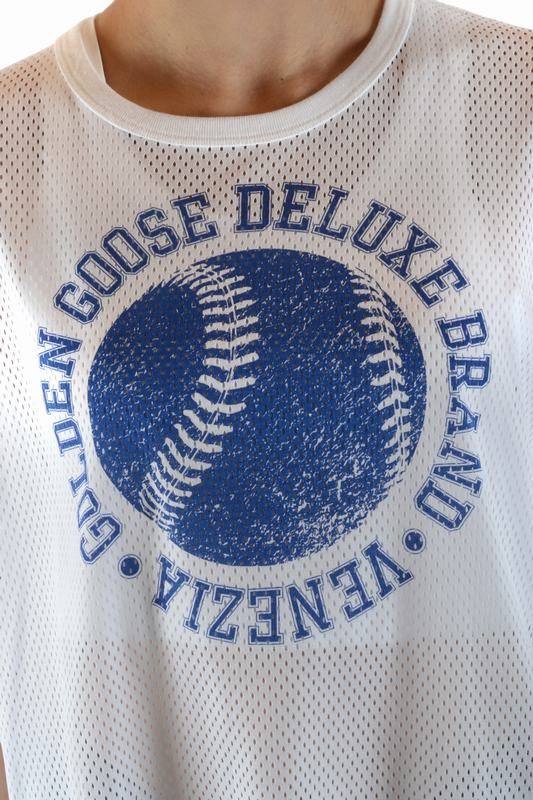 GOLDEN GOOSE DELUXE BRAND
• VENEZIA •